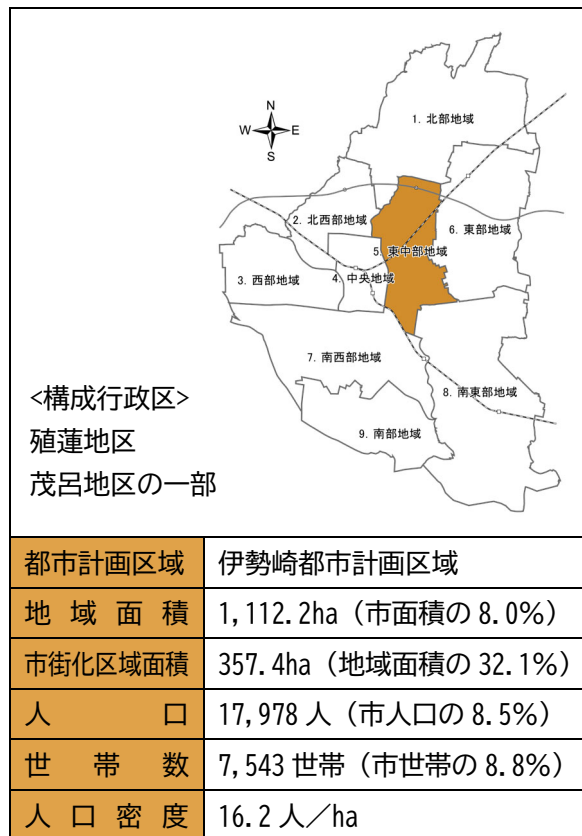 N
W E
S
1. 北部地域
2. 北西部地域
6. 東部地域
5. 東中部地域
3. 西部地域
4. 中央地域
7. 南西部地域
8. 南東部地域
9. 南部地域
<構成行政区>
殖蓮地区
茂呂地区の一部
都市計画区域 伊勢崎都市計画区域
地域面積 1,112.2ha（市面積の 8.0%）
市街化区域面積 357.4ha（地域面積の 32.1%）
人口 17,978 人（市人口の 8.5%）
世帯数 7,543 世帯（市世帯の 8.8%）
人口密度 16.2 人／ha